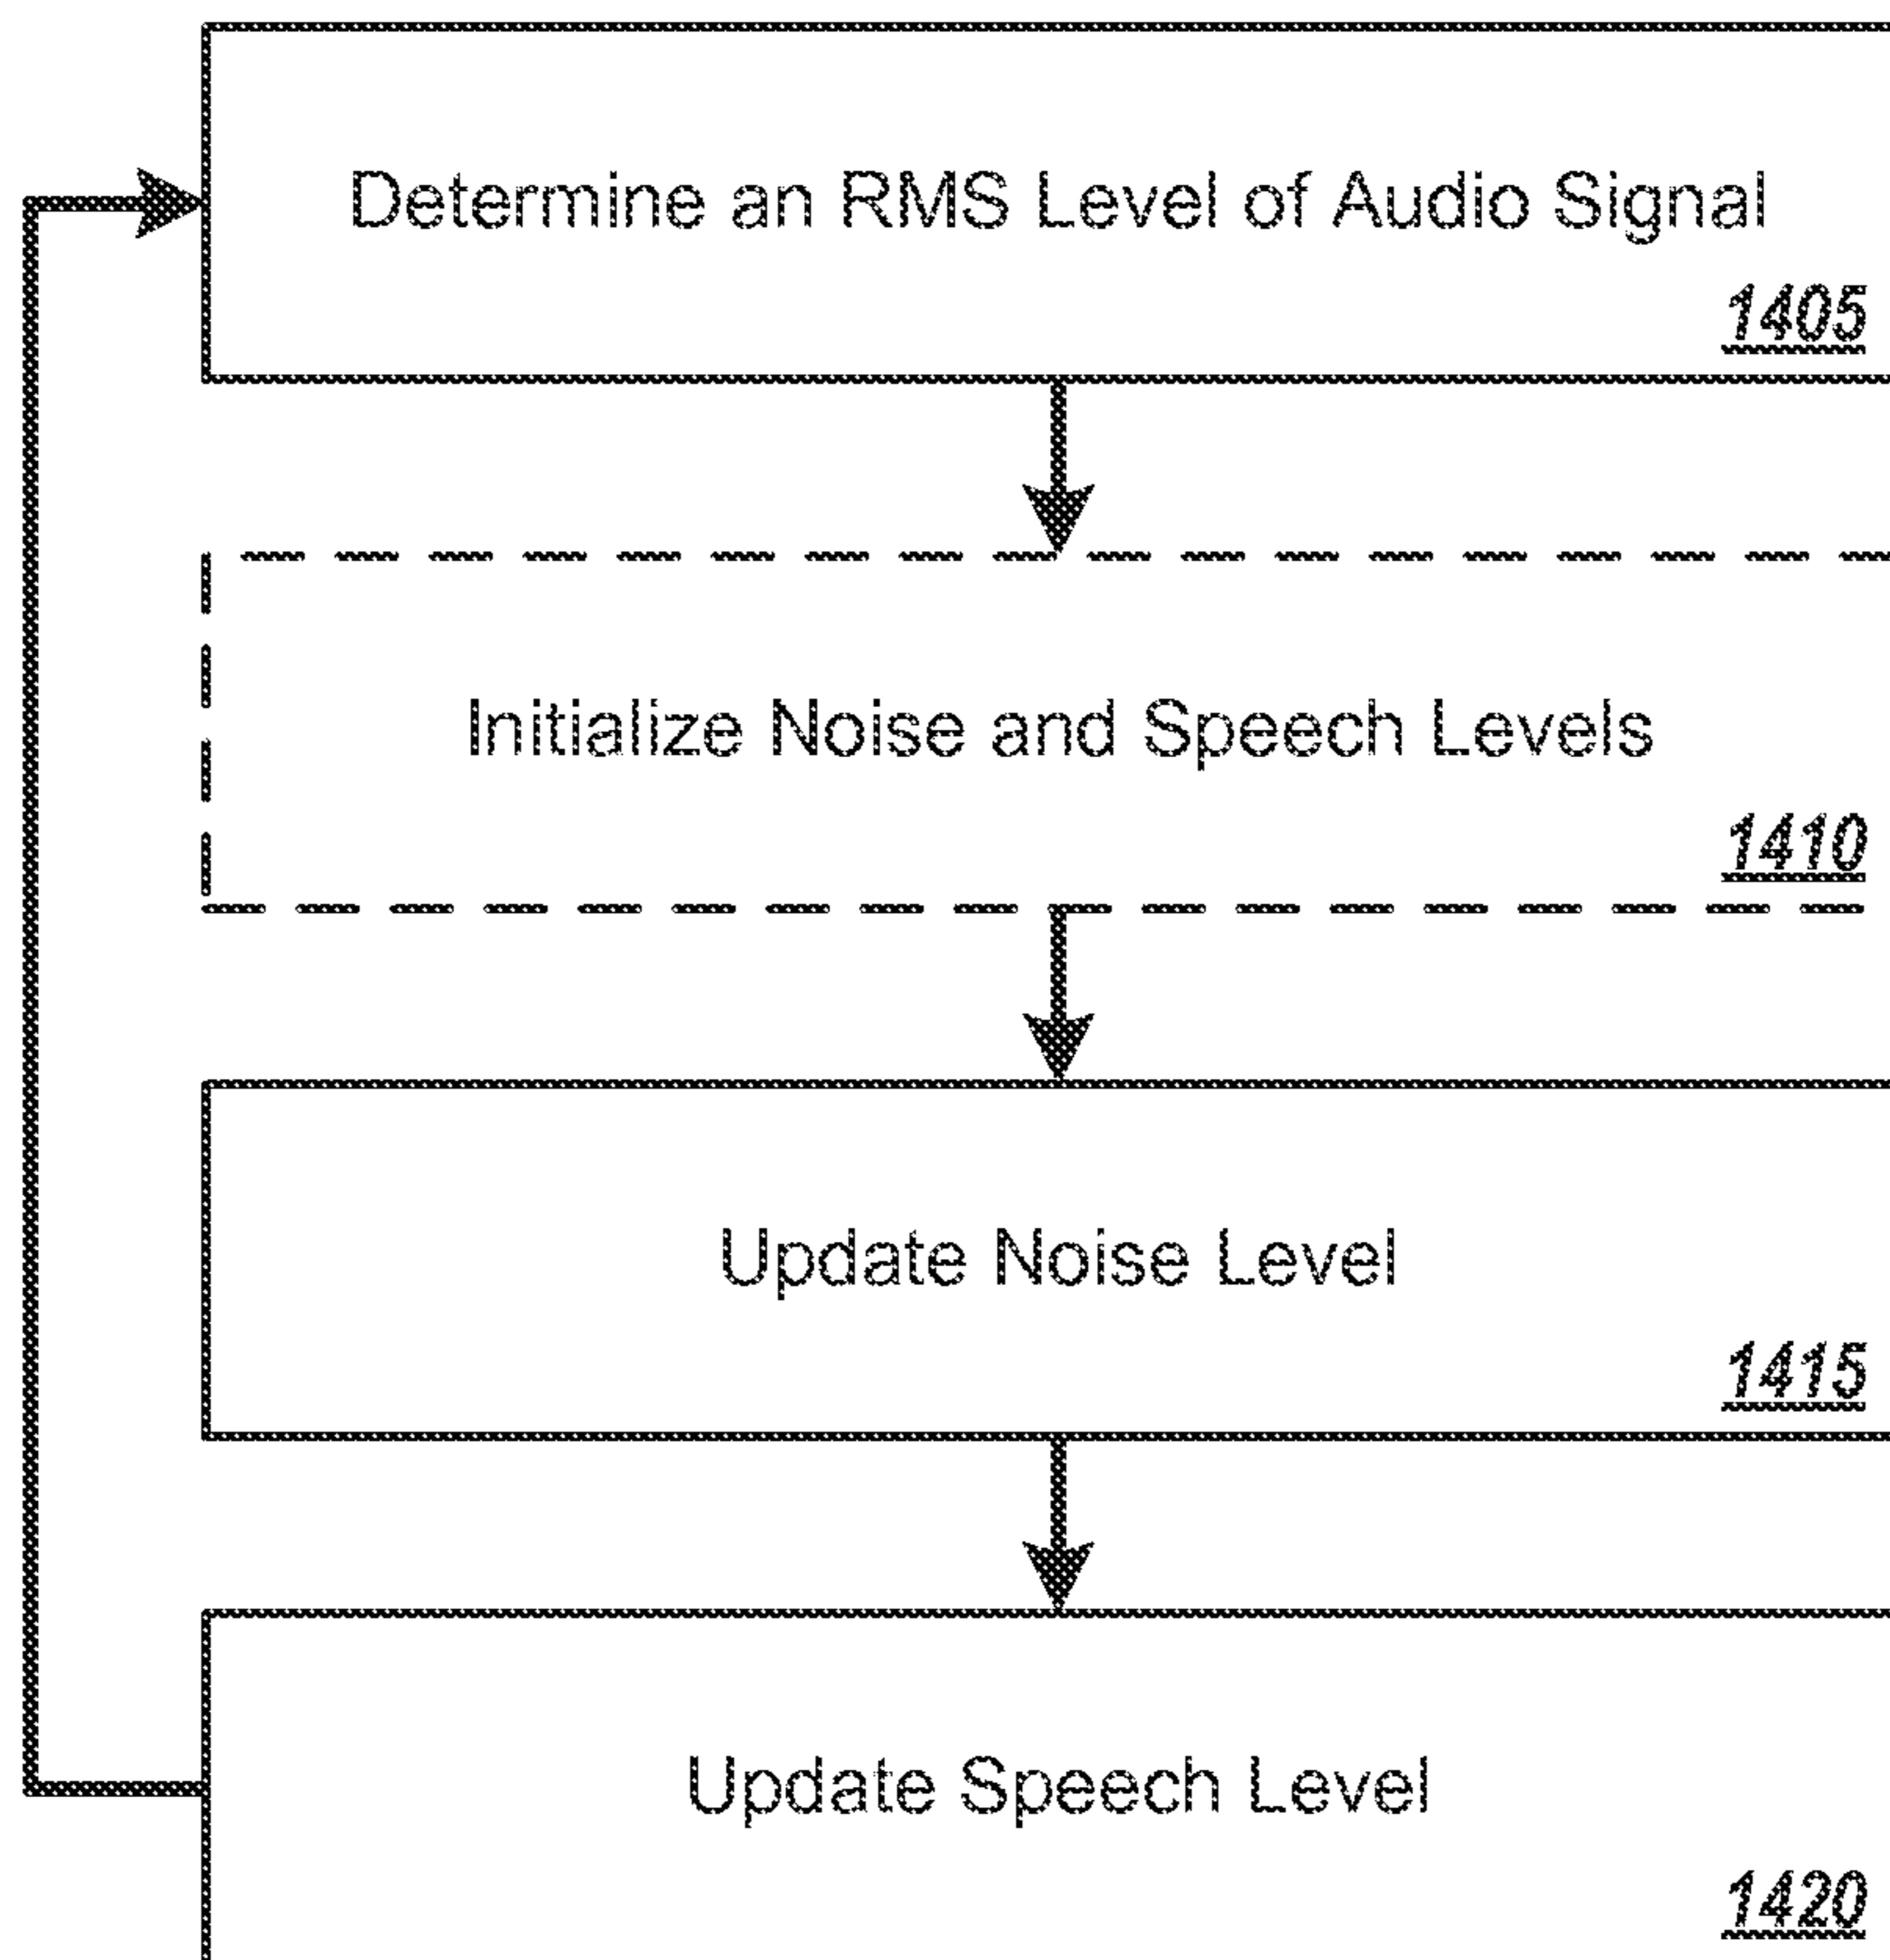 Determine an RMS Level of Audio Signal
1405
Initialize Noise and Speech Levels
1410
Update Noise Level
1415
Update Speech Level
1420